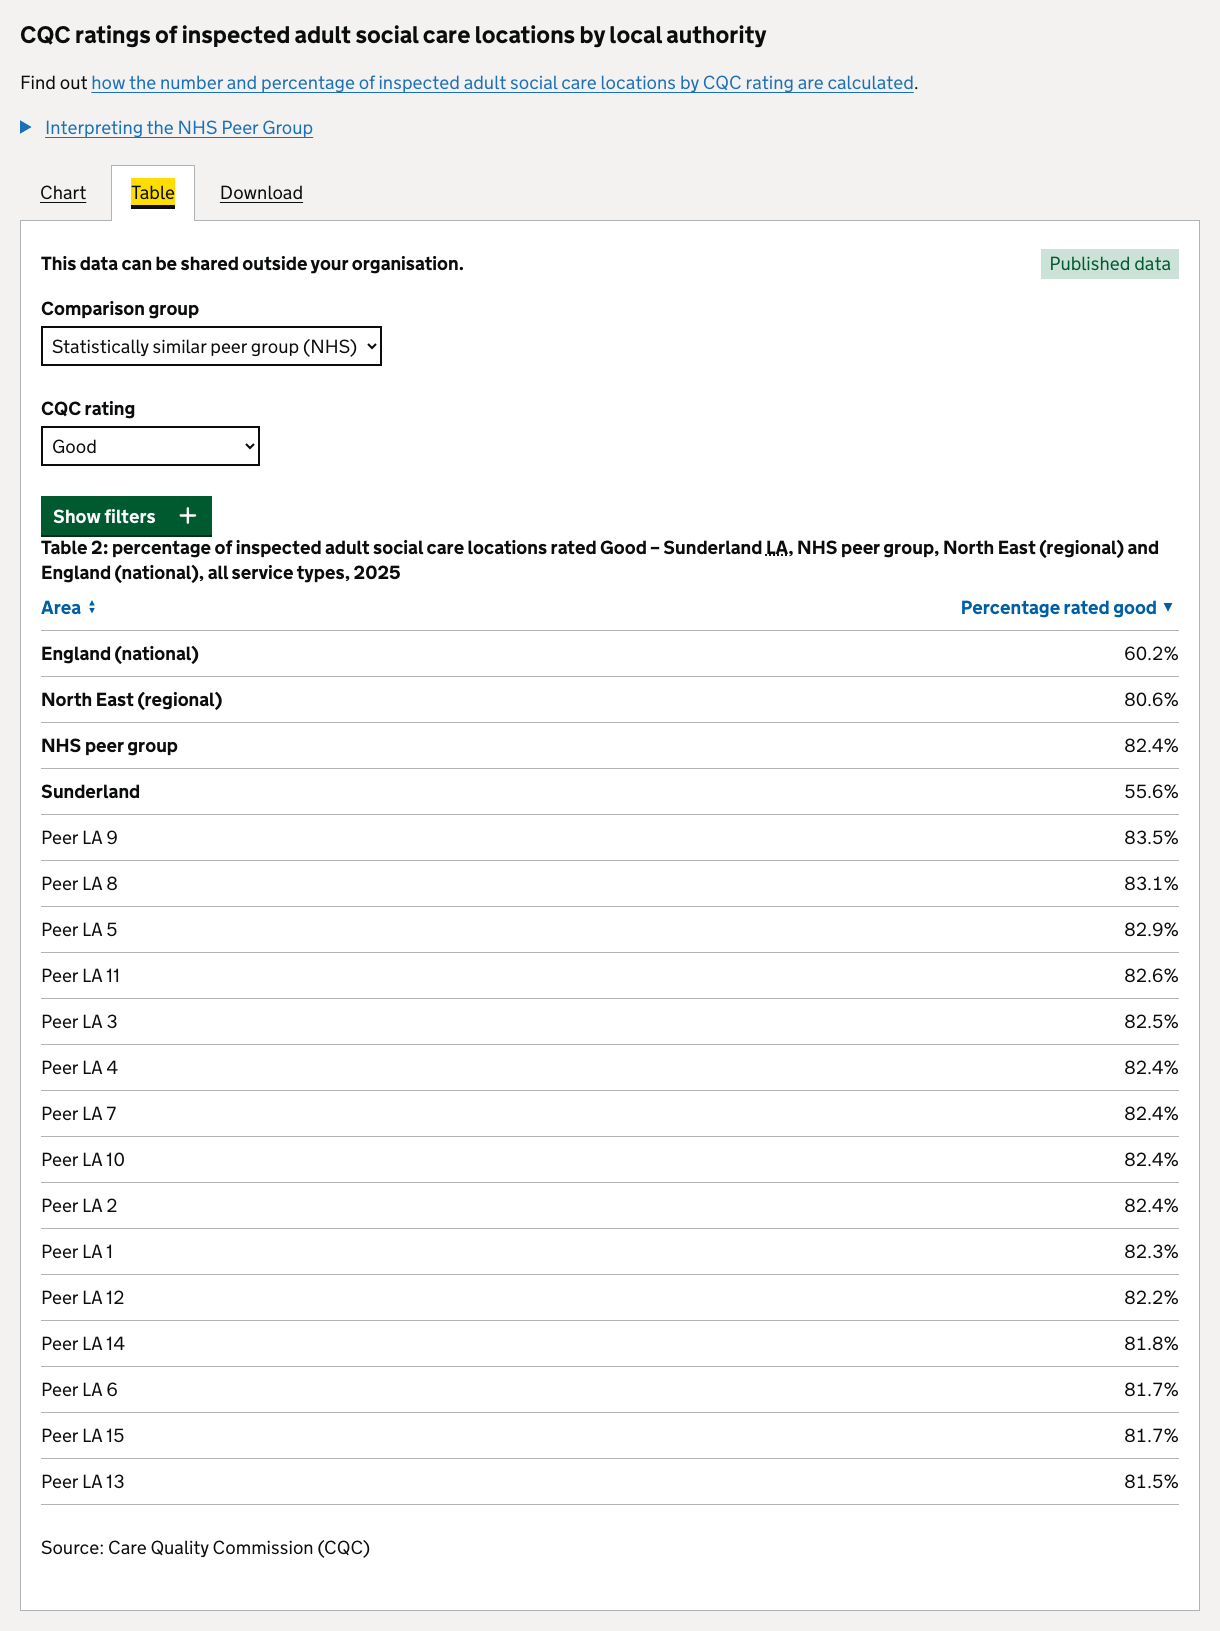 CQC ratings of inspected adult social care locations by local authority
Find out how the number and percentage of inspected adult social care locations by CQC rating are calculated.
Interpreting the NHS Peer Group
Chart Table Download
This data can be shared outside your organisation. Published data
Comparison group
Statistically similar peer group (NHS)
CQC rating
Good
Show filters +
Table 2: percentage of inspected adult social care locations rated Good – Sunderland LA, NHS peer group, North East (regional) and
England (national), all service types, 2025
Area Percentage rated good ▼
England (national) 60.2%
North East (regional) 80.6%
NHS peer group 82.4%
Sunderland 55.6%
Peer LA 9 83.5%
Peer LA 8 83.1%
Peer LA 5 82.9%
Peer LA 11 82.6%
Peer LA 3 82.5%
Peer LA 4 82.4%
Peer LA 7 82.4%
Peer LA 10 82.4%
Peer LA 2 82.4%
Peer LA 1 82.3%
Peer LA 12 82.2%
Peer LA 14 81.8%
Peer LA 6 81.7%
Peer LA 15 81.7%
Peer LA 13 81.5%
Source: Care Quality Commission (CQC)